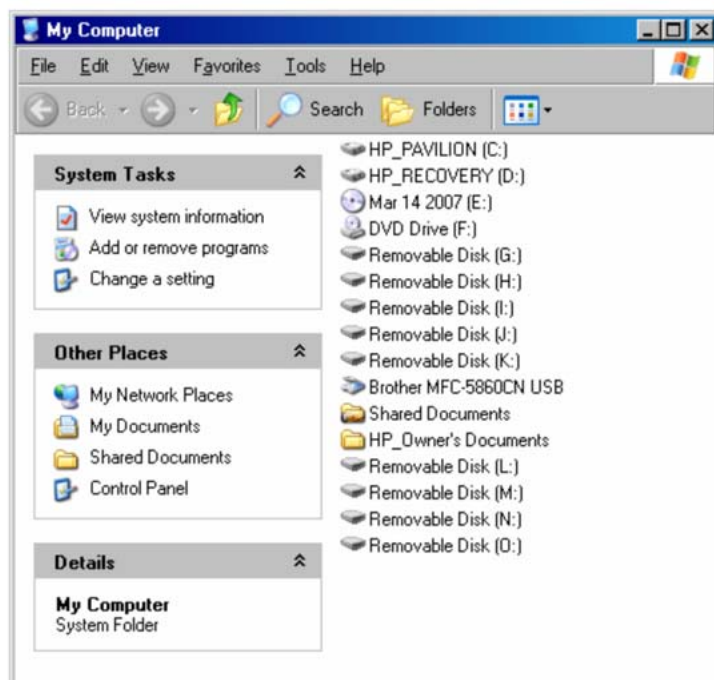 My Computer
File Edit View Favorites Tools Help
Back Search Folders
System Tasks
View system information
Add or remove programs
Change a setting
Other Places
My Network Places
My Documents
Shared Documents
Control Panel
Details
My Computer
System Folder
HP_PAVILION (C:)
HP_RECOVERY (D:)
Mar 14 2007 (E:)
DVD Drive (F:)
Removable Disk (G:)
Removable Disk (H:)
Removable Disk (I:)
Removable Disk (J:)
Removable Disk (K:)
Brother MFC-5860CN USB
Shared Documents
HP_Owner's Documents
Removable Disk (L:)
Removable Disk (M:)
Removable Disk (N:)
Removable Disk (O:)